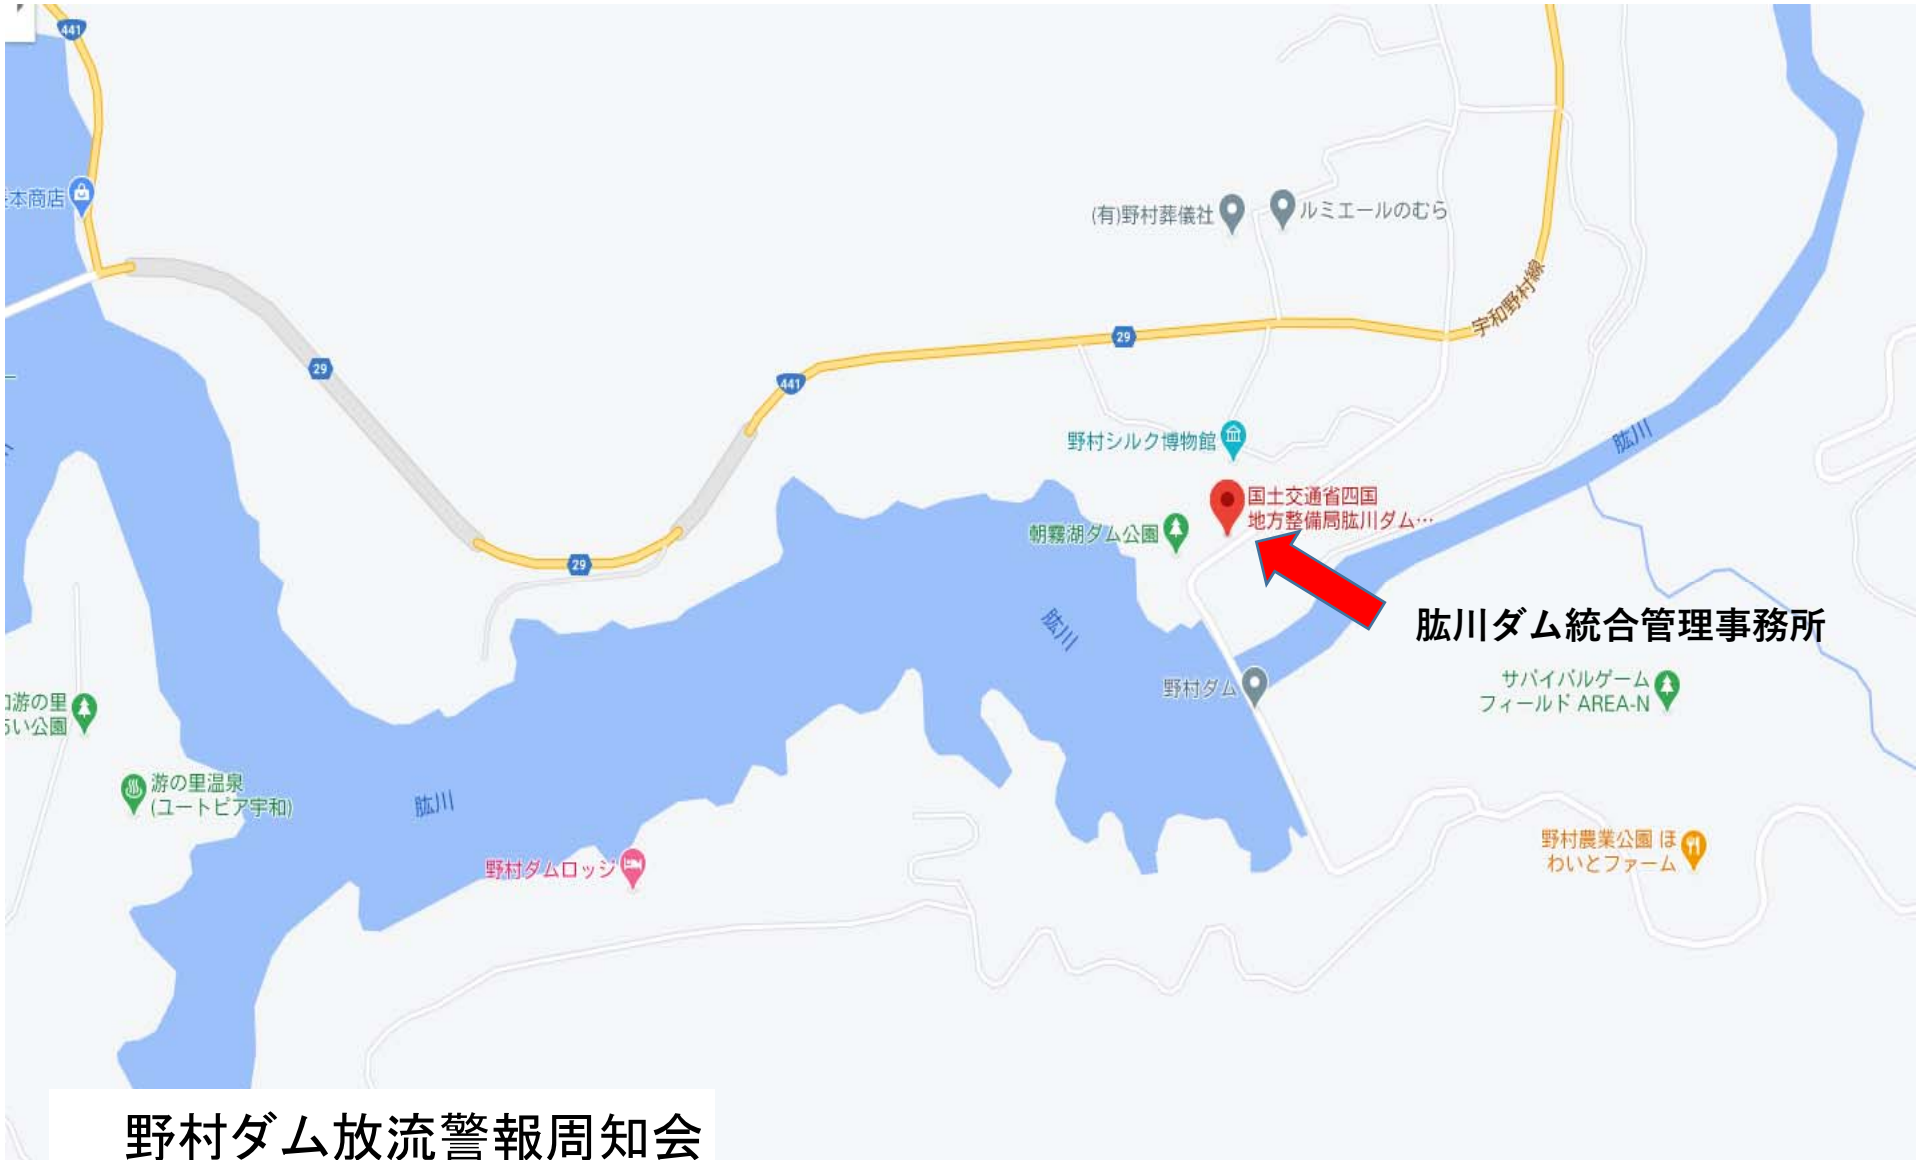 441
本商店
(有)野村葬儀社
ルミエールのむら
宇和野村線
29
29
441
野村シルク博物館
肱川
国土交通省四国
地方整備局肱川ダム…
朝霧湖ダム公園
29
肱川
肱川ダム統合管理事務所
野村ダム
サバイバルゲーム
フィールド AREA-N
游の里
い公園
游の里温泉
(ユートピア宇和)
肱川
野村ダムロッジ
野村農業公園 ほ
わいとファーム
野村ダム放流警報周知会